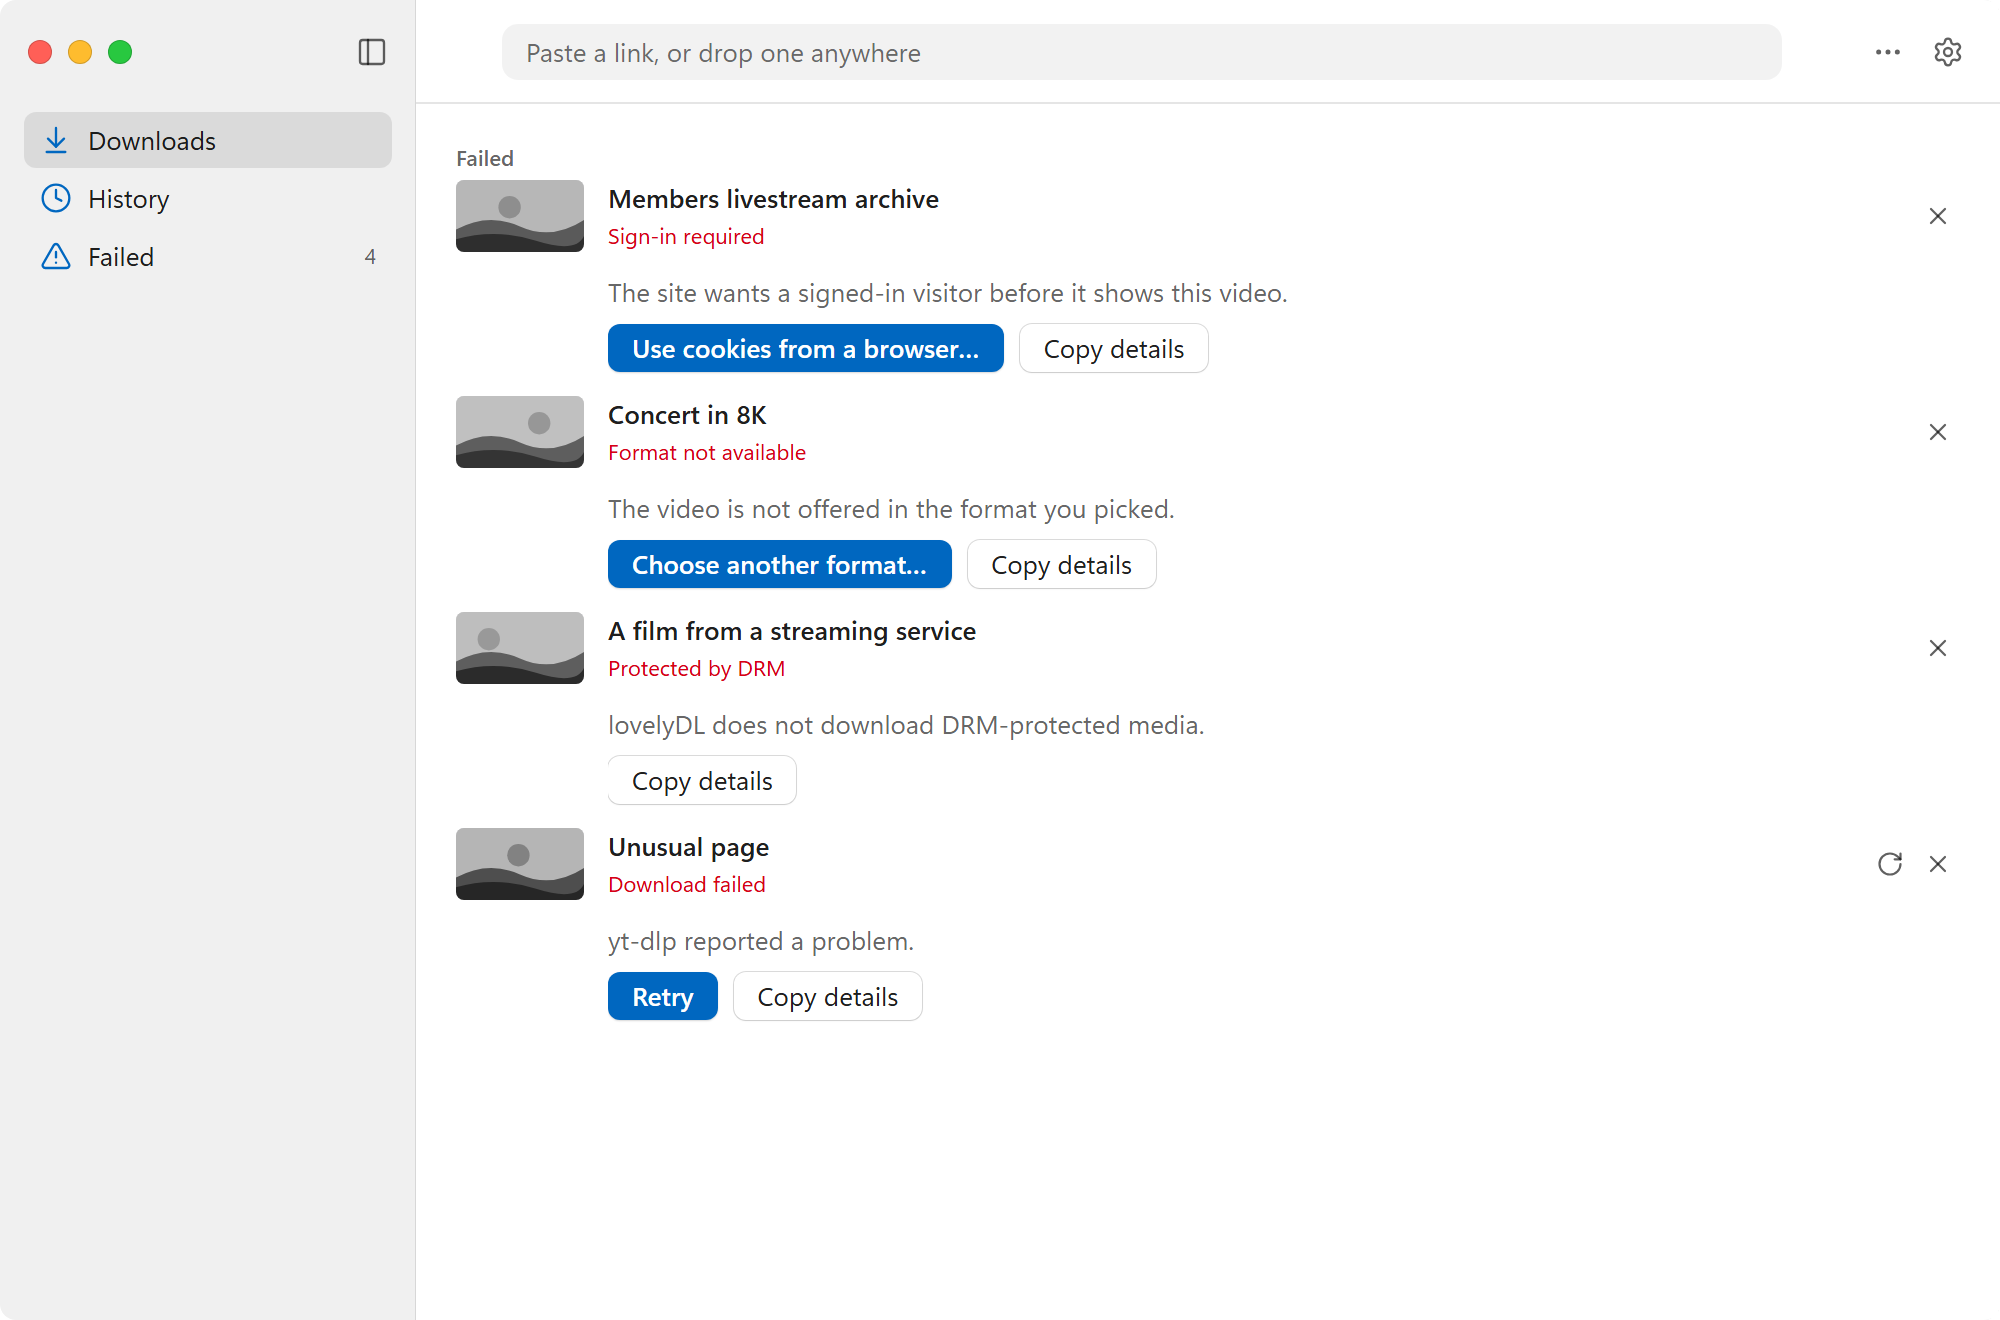 Paste a link, or drop one anywhere
Downloads
History
Failed 4
Failed
Members livestream archive
Sign-in required
The site wants a signed-in visitor before it shows this video.
Use cookies from a browser... Copy details
Concert in 8K
Format not available
The video is not offered in the format you picked.
Choose another format... Copy details
A film from a streaming service
Protected by DRM
lovelyDL does not download DRM-protected media.
Copy details
Unusual page
Download failed
yt-dlp reported a problem.
Retry Copy details